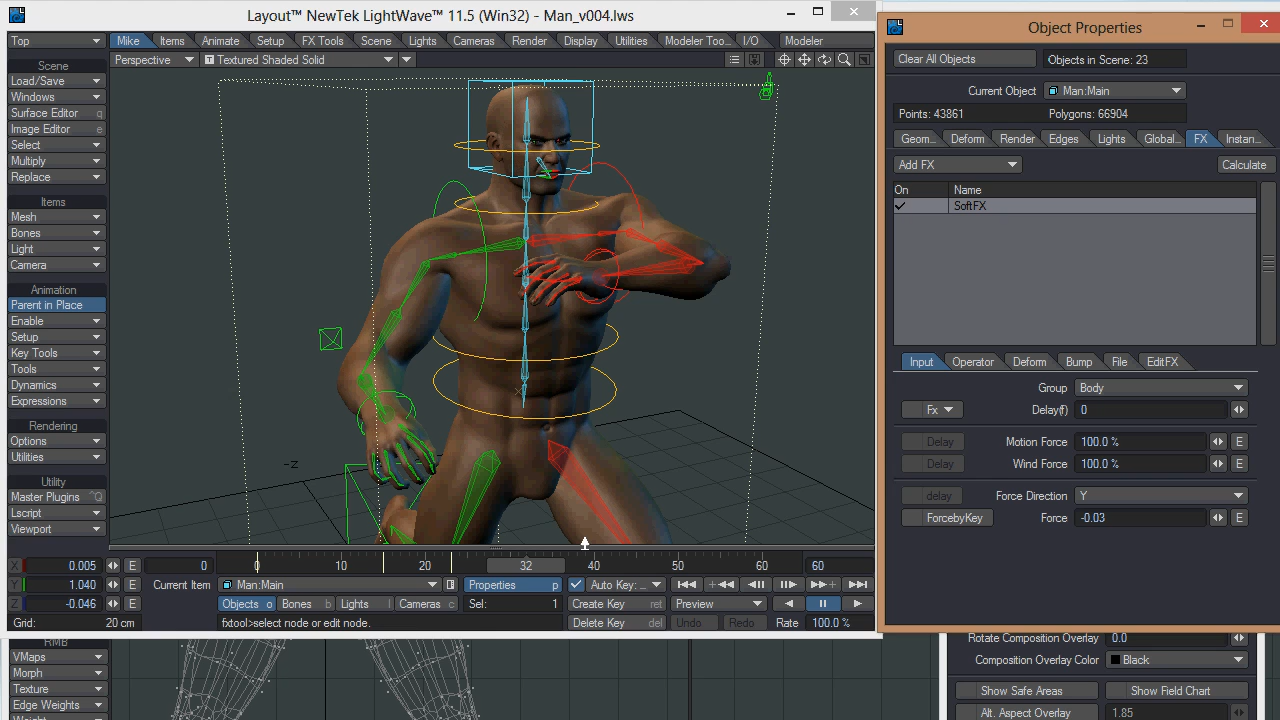 Layout™ NewTek LightWave™ 11.5 (Win32) - Man_v004.lws
Top
Mike Items Animate Setup FX Tools Scene Lights Cameras Render Display Utilities Modeler Too... I/O Modeler
Perspective T Textured Shaded Solid
Scene
Load/Save
Windows
Surface Editor q
Image Editor e
Select
Multiply
Replace
Items
Mesh
Bones
Light
Camera
Animation
Parent in Place
Enable
Setup
Key Tools
Tools
Dynamics
Expressions
Rendering
Options
Utilities
Utility
Master Plugins ^Q
Lscript
Viewport
-Z
X 0.005 E
Y 1.040 E
Z -0.046 E
Grid: 20 cm
0 0 10 20 32 40 50 60 60
Current Item Man:Main Properties p Auto Key: ...
Objects o Bones b Lights l Cameras c Sel: 1 Create Key ret Preview
fxtool>select node or edit node. Delete Key del Undo Redo Rate 100.0 %
Object Properties
Clear All Objects Objects in Scene: 23
Current Object Man:Main
Points: 43861 Polygons: 66904
Geom... Deform Render Edges Lights Global... FX Instan...
Add FX Calculate
On Name
SoftFX
Input Operator Deform Bump File EditFX
Group Body
Fx Delay(f) 0
Delay Motion Force 100.0 % E
Delay Wind Force 100.0 % E
delay Force Direction Y
ForcebyKey Force -0.03 E
RMB
VMaps
Morph
Texture
Edge Weights
Rotate Composition Overlay 0.0
Composition Overlay Color Black
Show Safe Areas Show Field Chart
Alt. Aspect Overlay 1.85